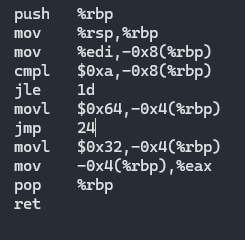 push   %rbp
mov    %rsp,%rbp
mov    %edi,-0x8(%rbp)
cmpl   $0xa,-0x8(%rbp)
jle    1d
movl   $0x64,-0x4(%rbp)
jmp    24
movl   $0x32,-0x4(%rbp)
mov    -0x4(%rbp),%eax
pop    %rbp
ret